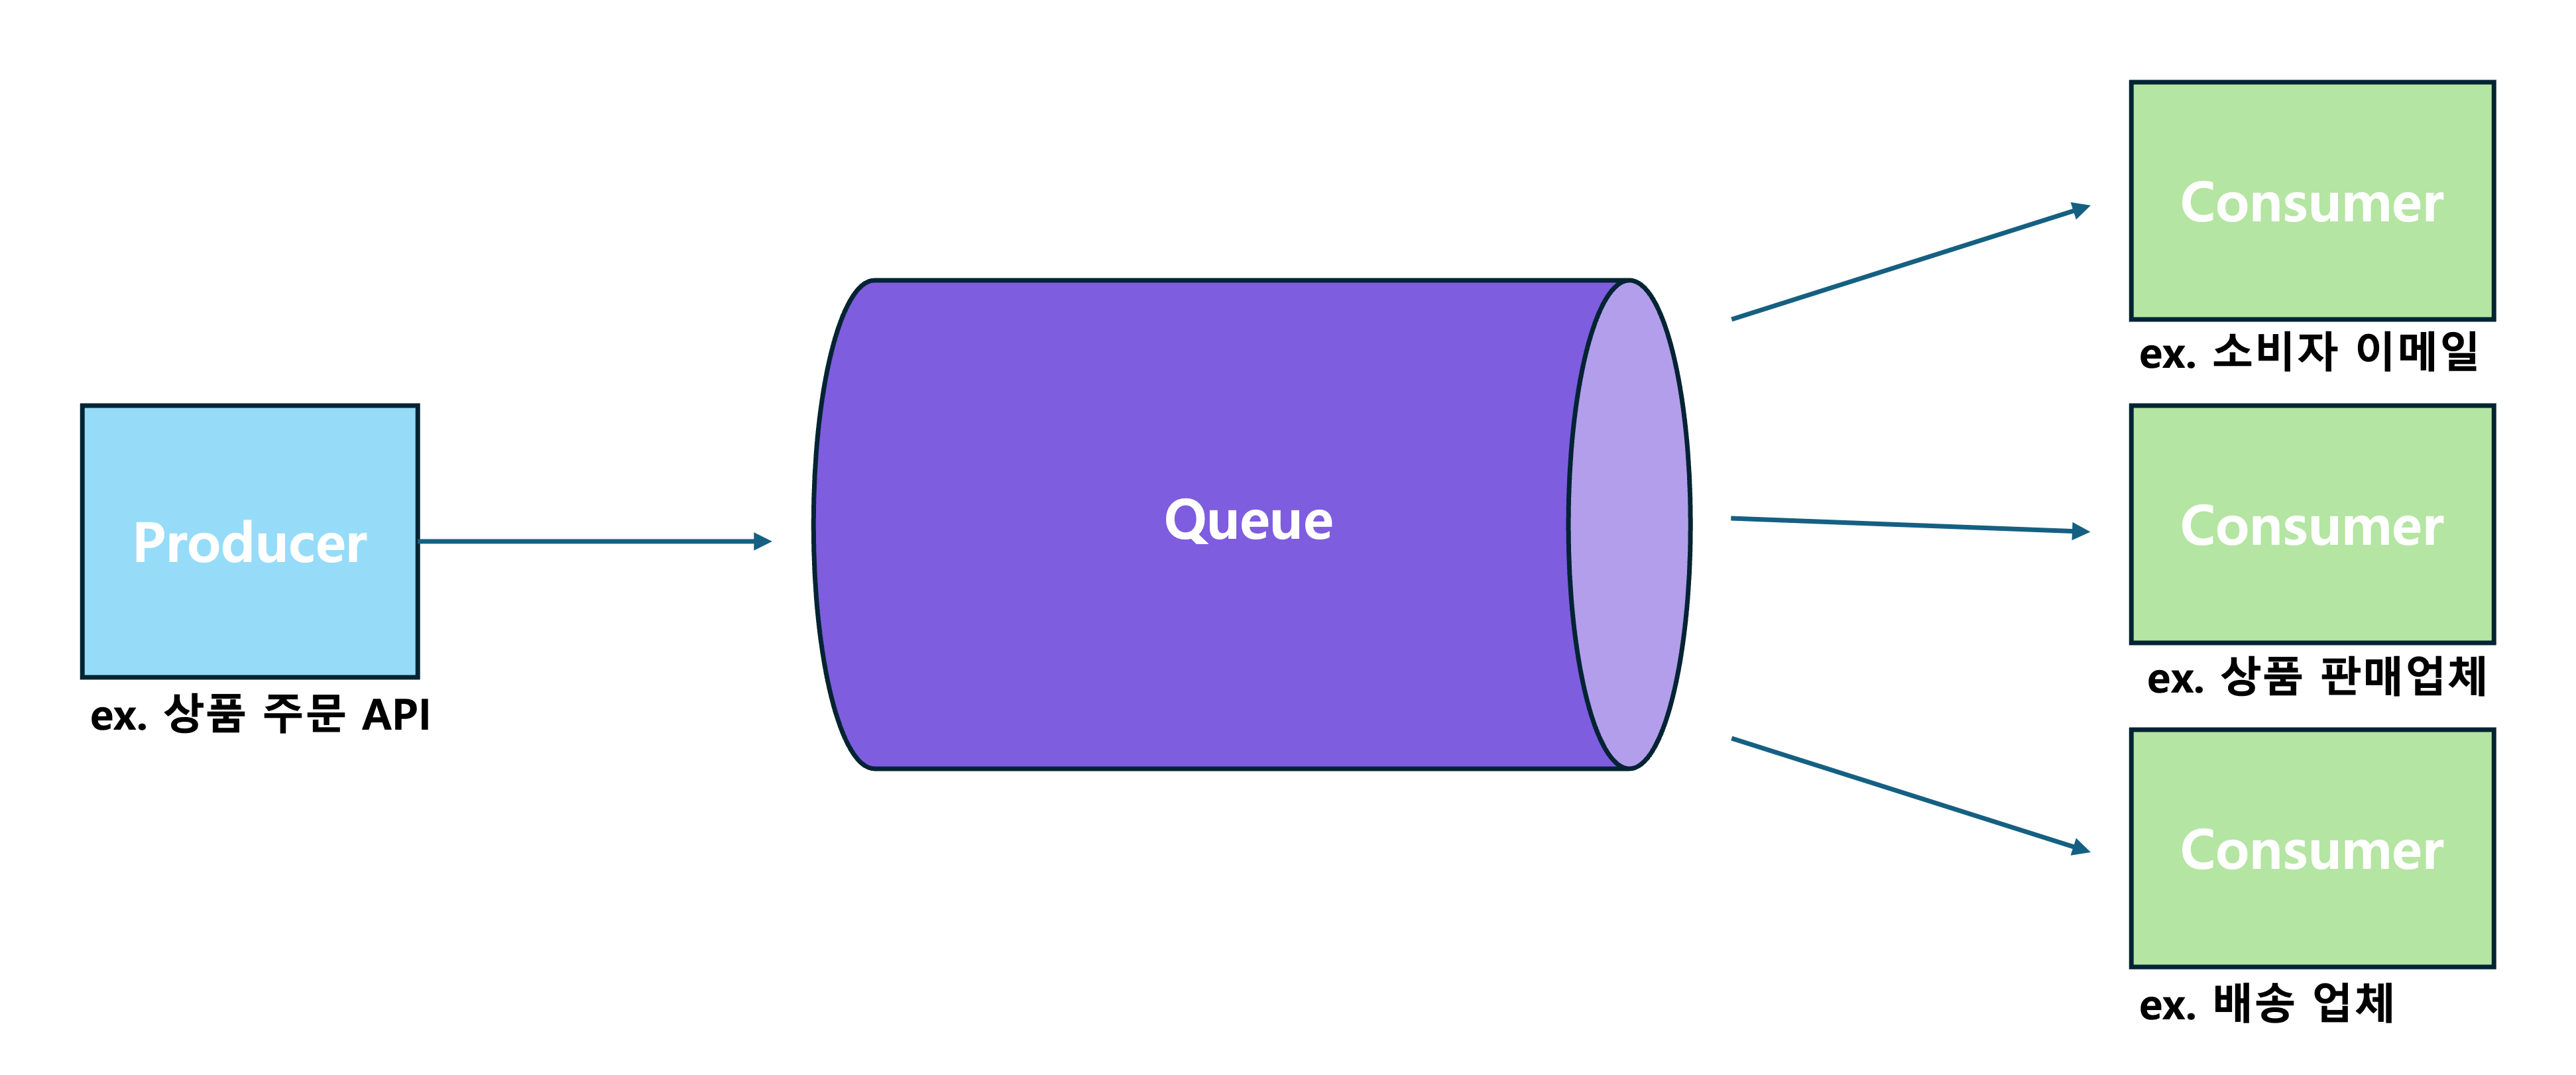 Producer
ex. 상품 주문 API
Queue
Consumer
ex. 소비자 이메일
Consumer
ex. 상품 판매업체
Consumer
ex. 배송 업체